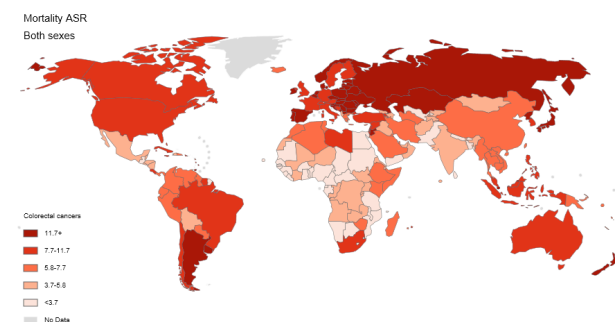 Mortality ASR
Both sexes
Colorectal cancers
11.7+
7.7-11.7
5.8-7.7
3.7-5.8
<3.7
No Data